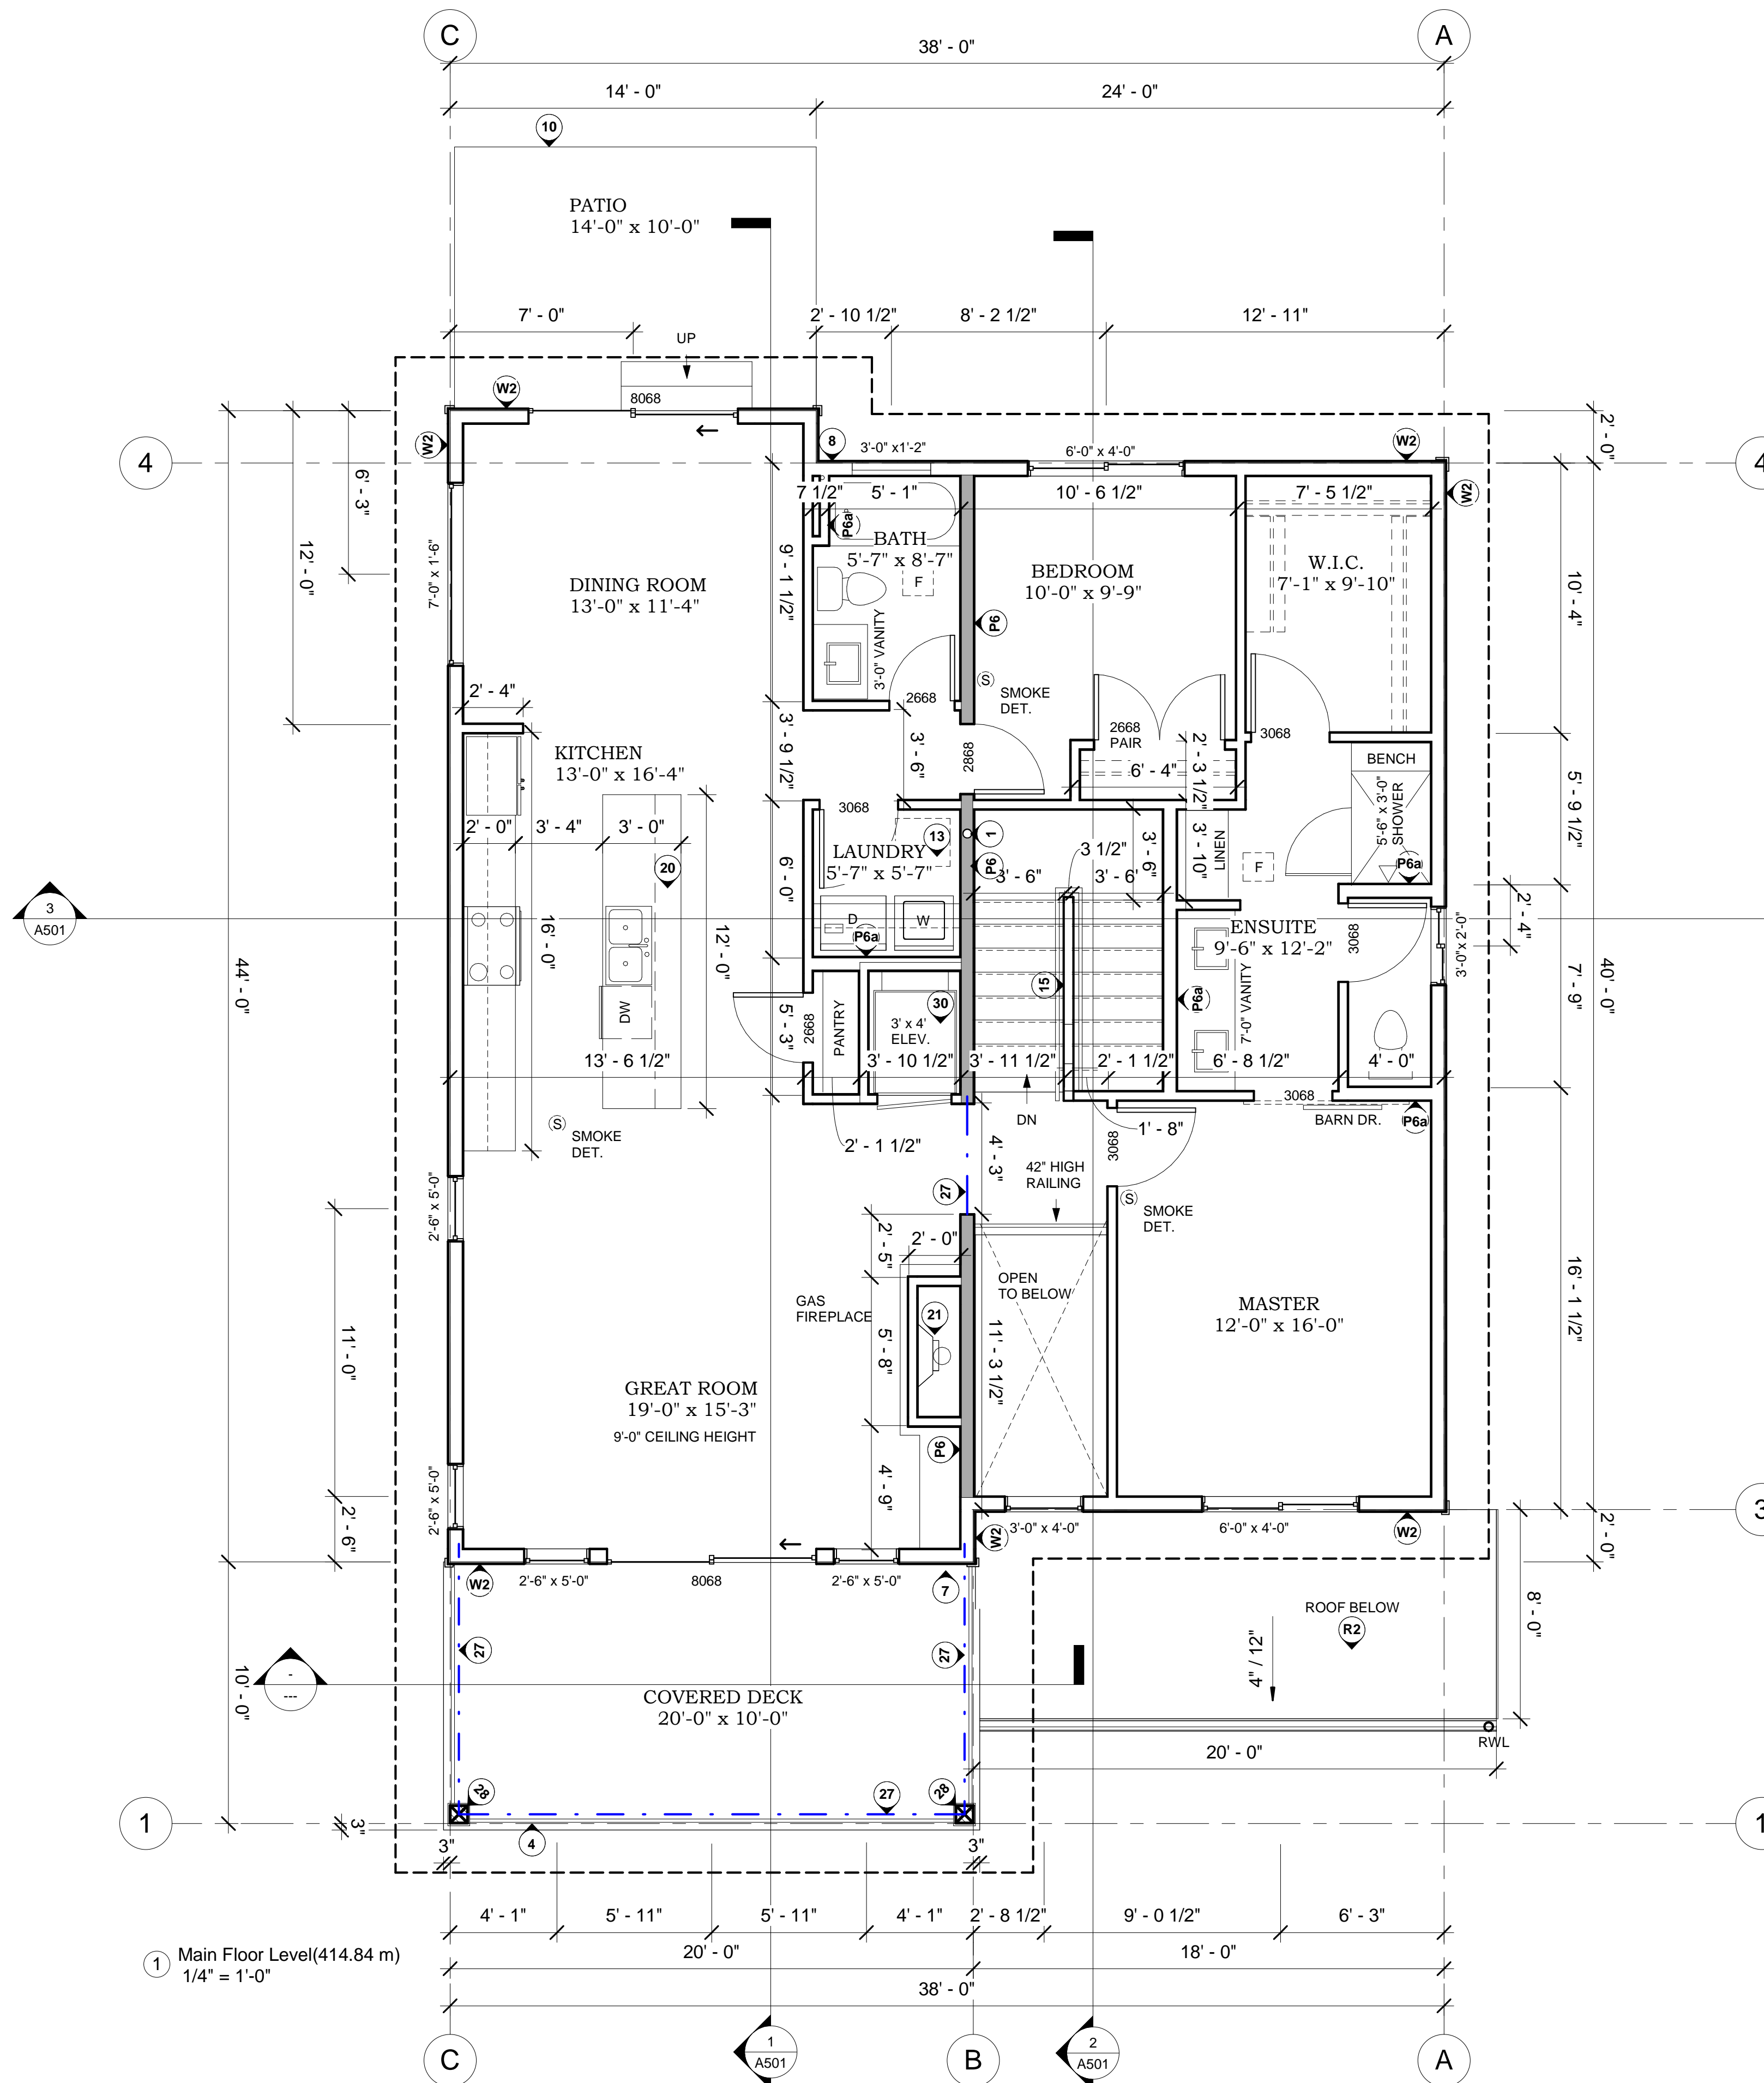 C
A
38' - 0"
14' - 0"
24' - 0"
10
PATIO
14'-0" x 10'-0"
7' - 0"
2' - 10 1/2"
8' - 2 1/2"
12' - 11"
UP
W2
8068
W2
8
3'-0" x1'-2"
6'-0" x 4'-0"
W2
2' - 0"
4
4
W2
6' - 3"
12' - 0"
7 1/2"
5' - 1"
10' - 6 1/2"
7' - 5 1/2"
P6a
BATH
5'-7" x 8'-7"
F
7'-0" x 1'-6"
9' - 1 1/2"
DINING ROOM
13'-0" x 11'-4"
BEDROOM
10'-0" x 9'-9"
W.I.C.
7'-1" x 9'-10"
10' - 4"
P6
3'-0" VANITY
2' - 4"
S
SMOKE
DET.
2668
2668
PAIR
3068
3' - 9 1/2"
3' - 6"
2868
2' - 3 1/2"
6' - 4"
BENCH
KITCHEN
13'-0" x 16'-4"
5'-6" x 3'-0"
SHOWER
5' - 9 1/2"
3068
2' - 0"
3' - 4"
3' - 0"
13
1
20
LAUNDRY
5'-7" x 5'-7"
P6
3 1/2"
3' - 6"
3' - 10"
LINEN
F
P6a
6' - 0"
3' - 6"
3' - 6"
3
A501
D
W
P6a
16' - 0"
12' - 0"
ENSUITE
9'-6" x 12'-2"
3068
3'-0" x 2'-0"
2' - 4"
44' - 0"
40' - 0"
7' - 9"
15
P6a
7'-0" VANITY
DW
5' - 3"
2668
PANTRY
30
3' x 4'
ELEV.
13' - 6 1/2"
3' - 10 1/2"
3' - 11 1/2"
2' - 1 1/2"
6' - 8 1/2"
4' - 0"
3068
BARN DR.
P6a
DN
1' - 8"
3068
S
SMOKE
DET.
2' - 1 1/2"
4' - 3"
42" HIGH
RAILING
27
S
SMOKE
DET.
2'-6" x 5'-0"
2' - 5"
2' - 0"
OPEN
TO BELOW
GAS
FIREPLACE
21
5' - 8"
11' - 3 1/2"
MASTER
12'-0" x 16'-0"
16' - 1 1/2"
11' - 0"
GREAT ROOM
19'-0" x 15'-3"
9'-0" CEILING HEIGHT
P6
4' - 9"
2'-6" x 5'-0"
2' - 6"
3
W2
3'-0" x 4'-0"
6'-0" x 4'-0"
W2
2' - 0"
W2
2'-6" x 5'-0"
8068
2'-6" x 5'-0"
7
8' - 0"
ROOF BELOW
R2
4" / 12"
27
27
-
---
10' - 0"
COVERED DECK
20'-0" x 10'-0"
RWL
20' - 0"
28
27
28
1
3"
4
3"
3"
1
4' - 1"
5' - 11"
5' - 11"
4' - 1"
2' - 8 1/2"
9' - 0 1/2"
6' - 3"
20' - 0"
18' - 0"
38' - 0"
1
Main Floor Level(414.84 m)
1/4" = 1'-0"
C
1
A501
B
2
A501
A